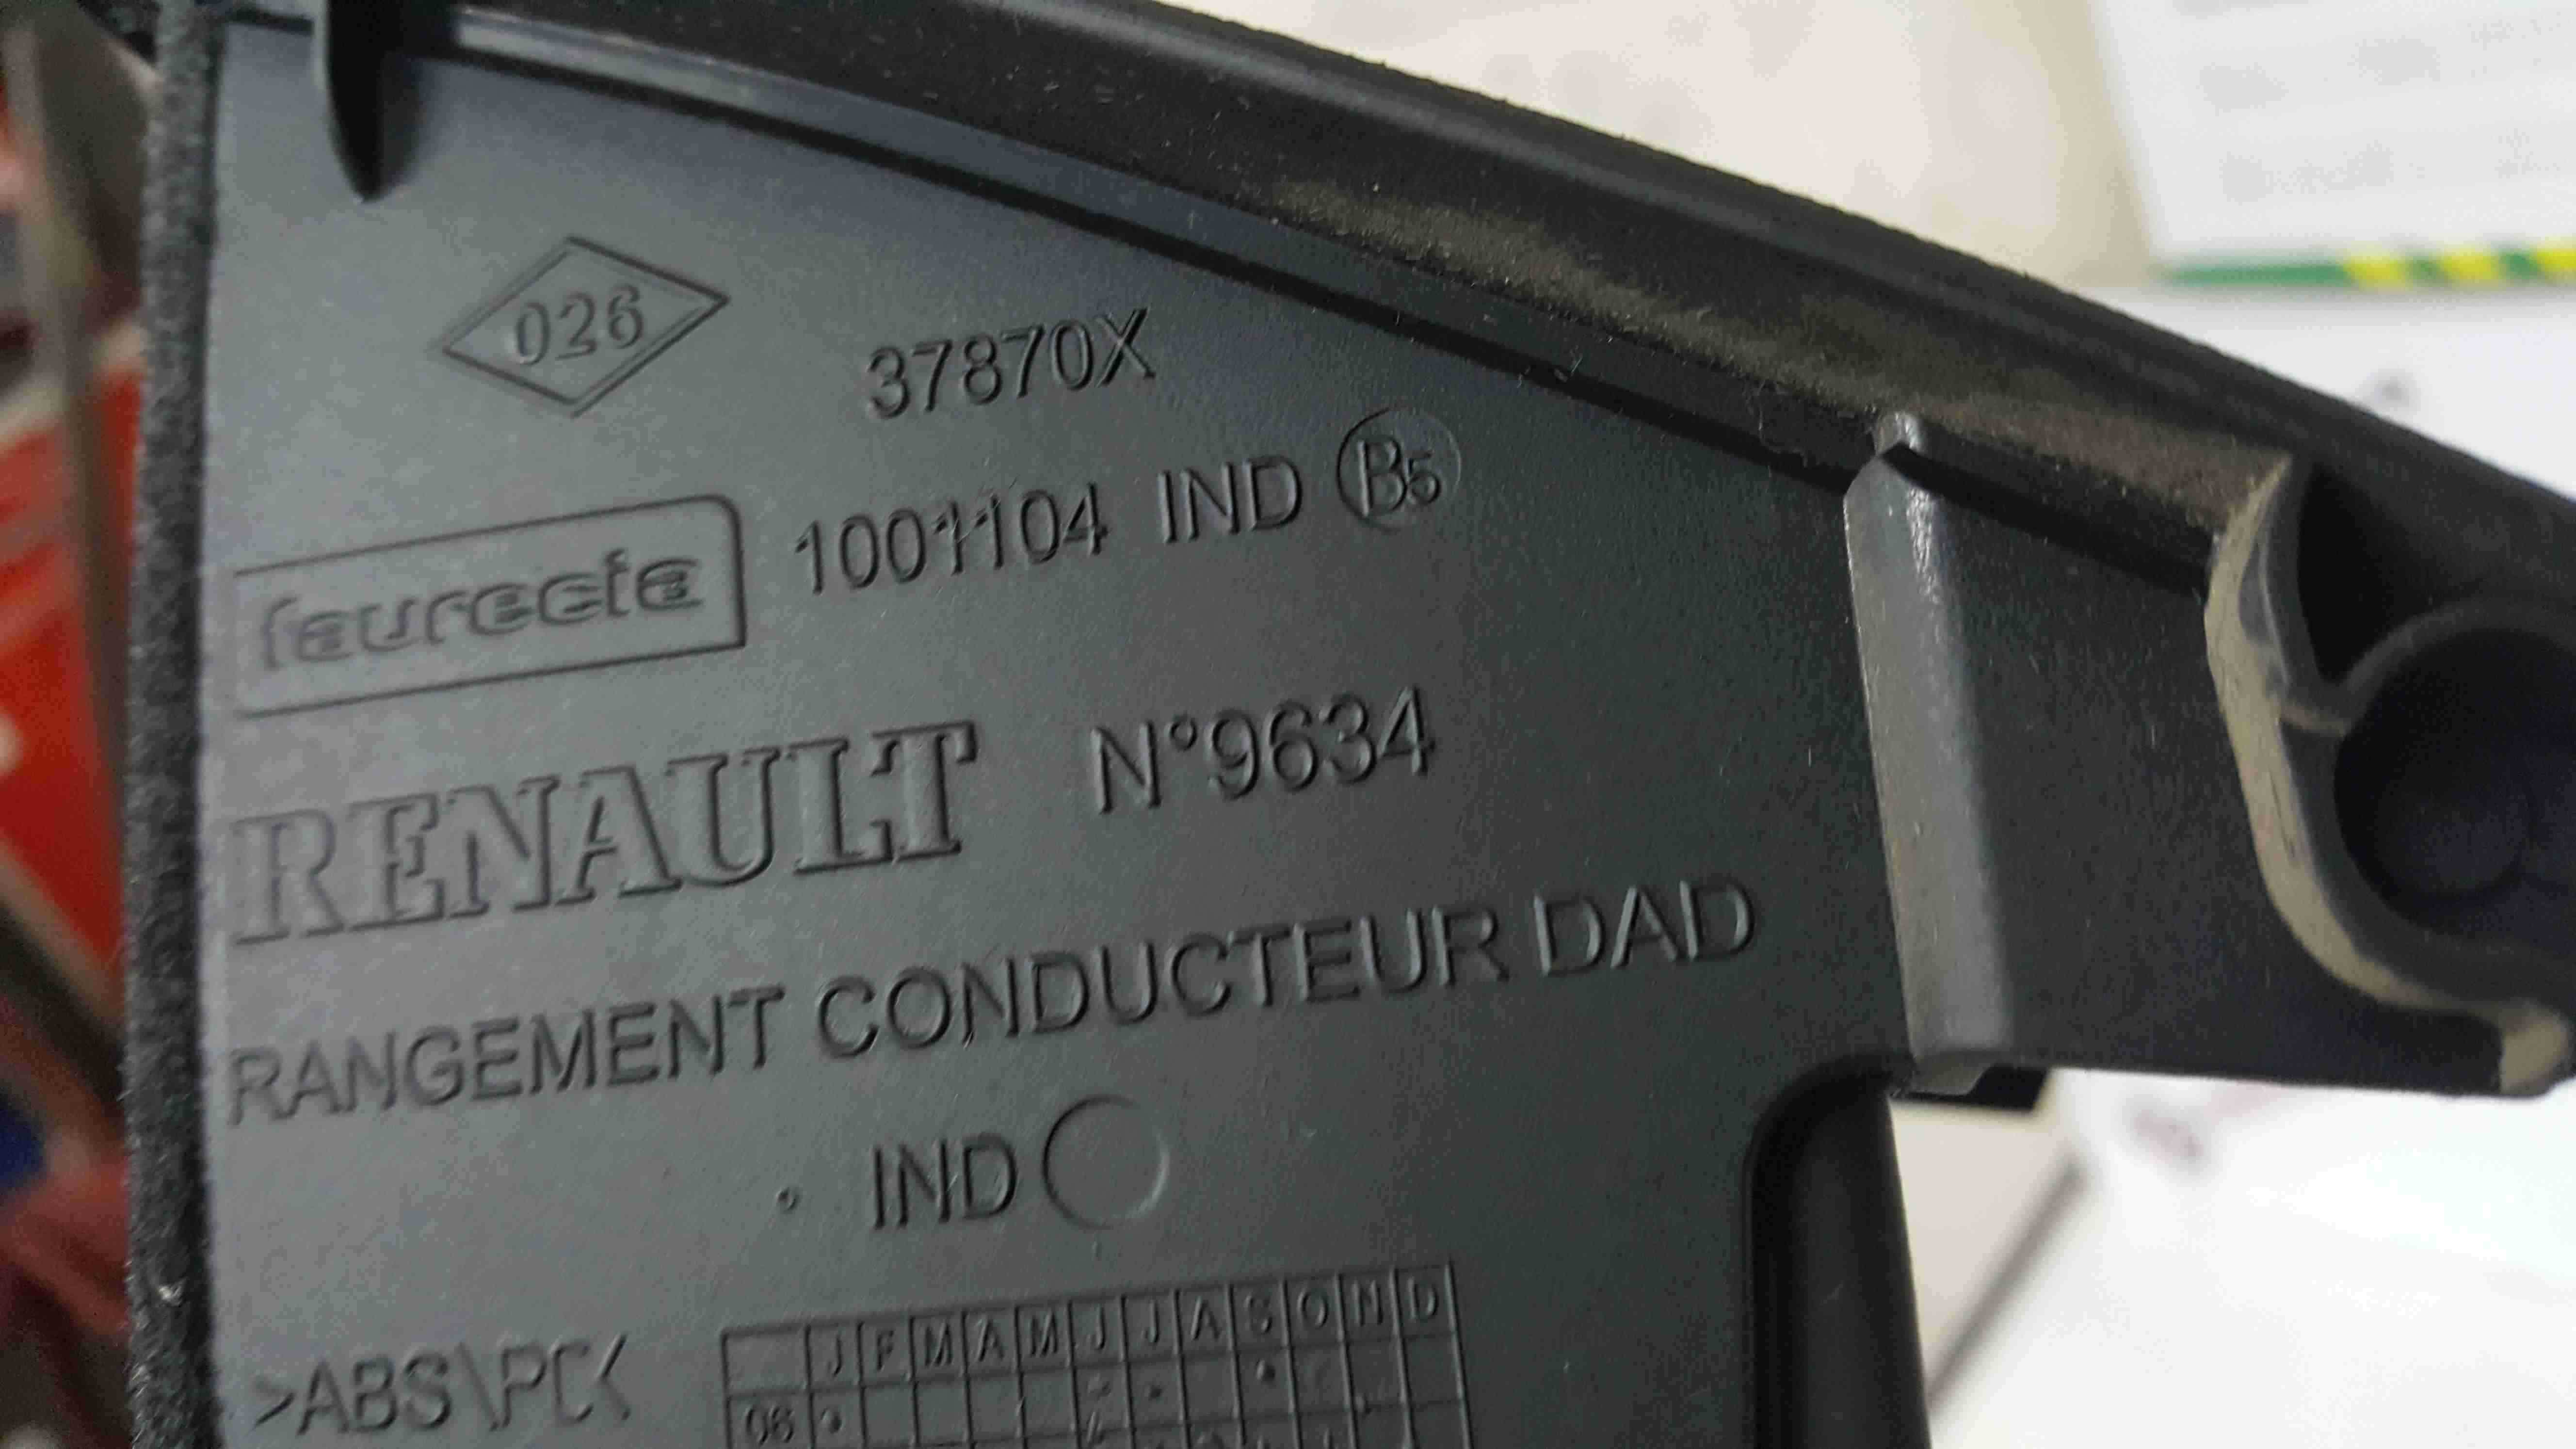 026
37870X
faurecia 1001104 IND B5
RENAULT N°9634
RANGEMENT CONDUCTEUR DAD
IND
>ABS\PC<
J F M A M J J A S O N D
06